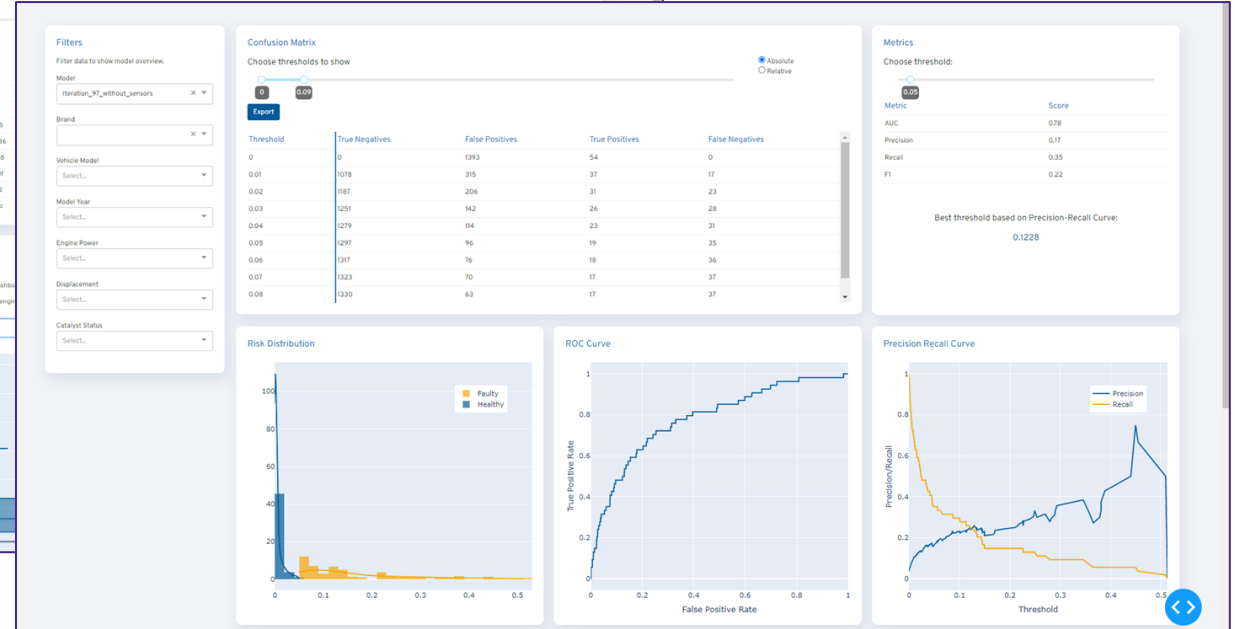 Filters
Filter data to show model overview.
Model
iteration_97_without_sensors
Brand
Vehicle Model
Select...
Model Year
Select...
Engine Power
Select...
Displacement
Select...
Catalyst Status
Select...
Confusion Matrix
Choose thresholds to show
Absolute
Relative
0 0.09
Export
Threshold True Negatives False Positives True Positives False Negatives
0 0 1393 54 0
0.01 1078 315 37 17
0.02 1187 206 31 23
0.03 1251 142 26 28
0.04 1279 114 23 31
0.05 1297 96 19 35
0.06 1317 76 18 36
0.07 1323 70 17 37
0.08 1330 63 17 37
Metrics
Choose threshold:
0.05
Metric Score
AUC 0.78
Precision 0.17
Recall 0.35
F1 0.22
Best threshold based on Precision-Recall Curve:
0.1228
Risk Distribution
Faulty
Healthy
100
80
60
40
20
0
0 0.1 0.2 0.3 0.4 0.5
ROC Curve
True Positive Rate
1
0.8
0.6
0.4
0.2
0
0 0.2 0.4 0.6 0.8 1
False Positive Rate
Precision Recall Curve
Precision
Recall
Precision/Recall
1
0.8
0.6
0.4
0.2
0
0 0.1 0.2 0.3 0.4 0.5
Threshold